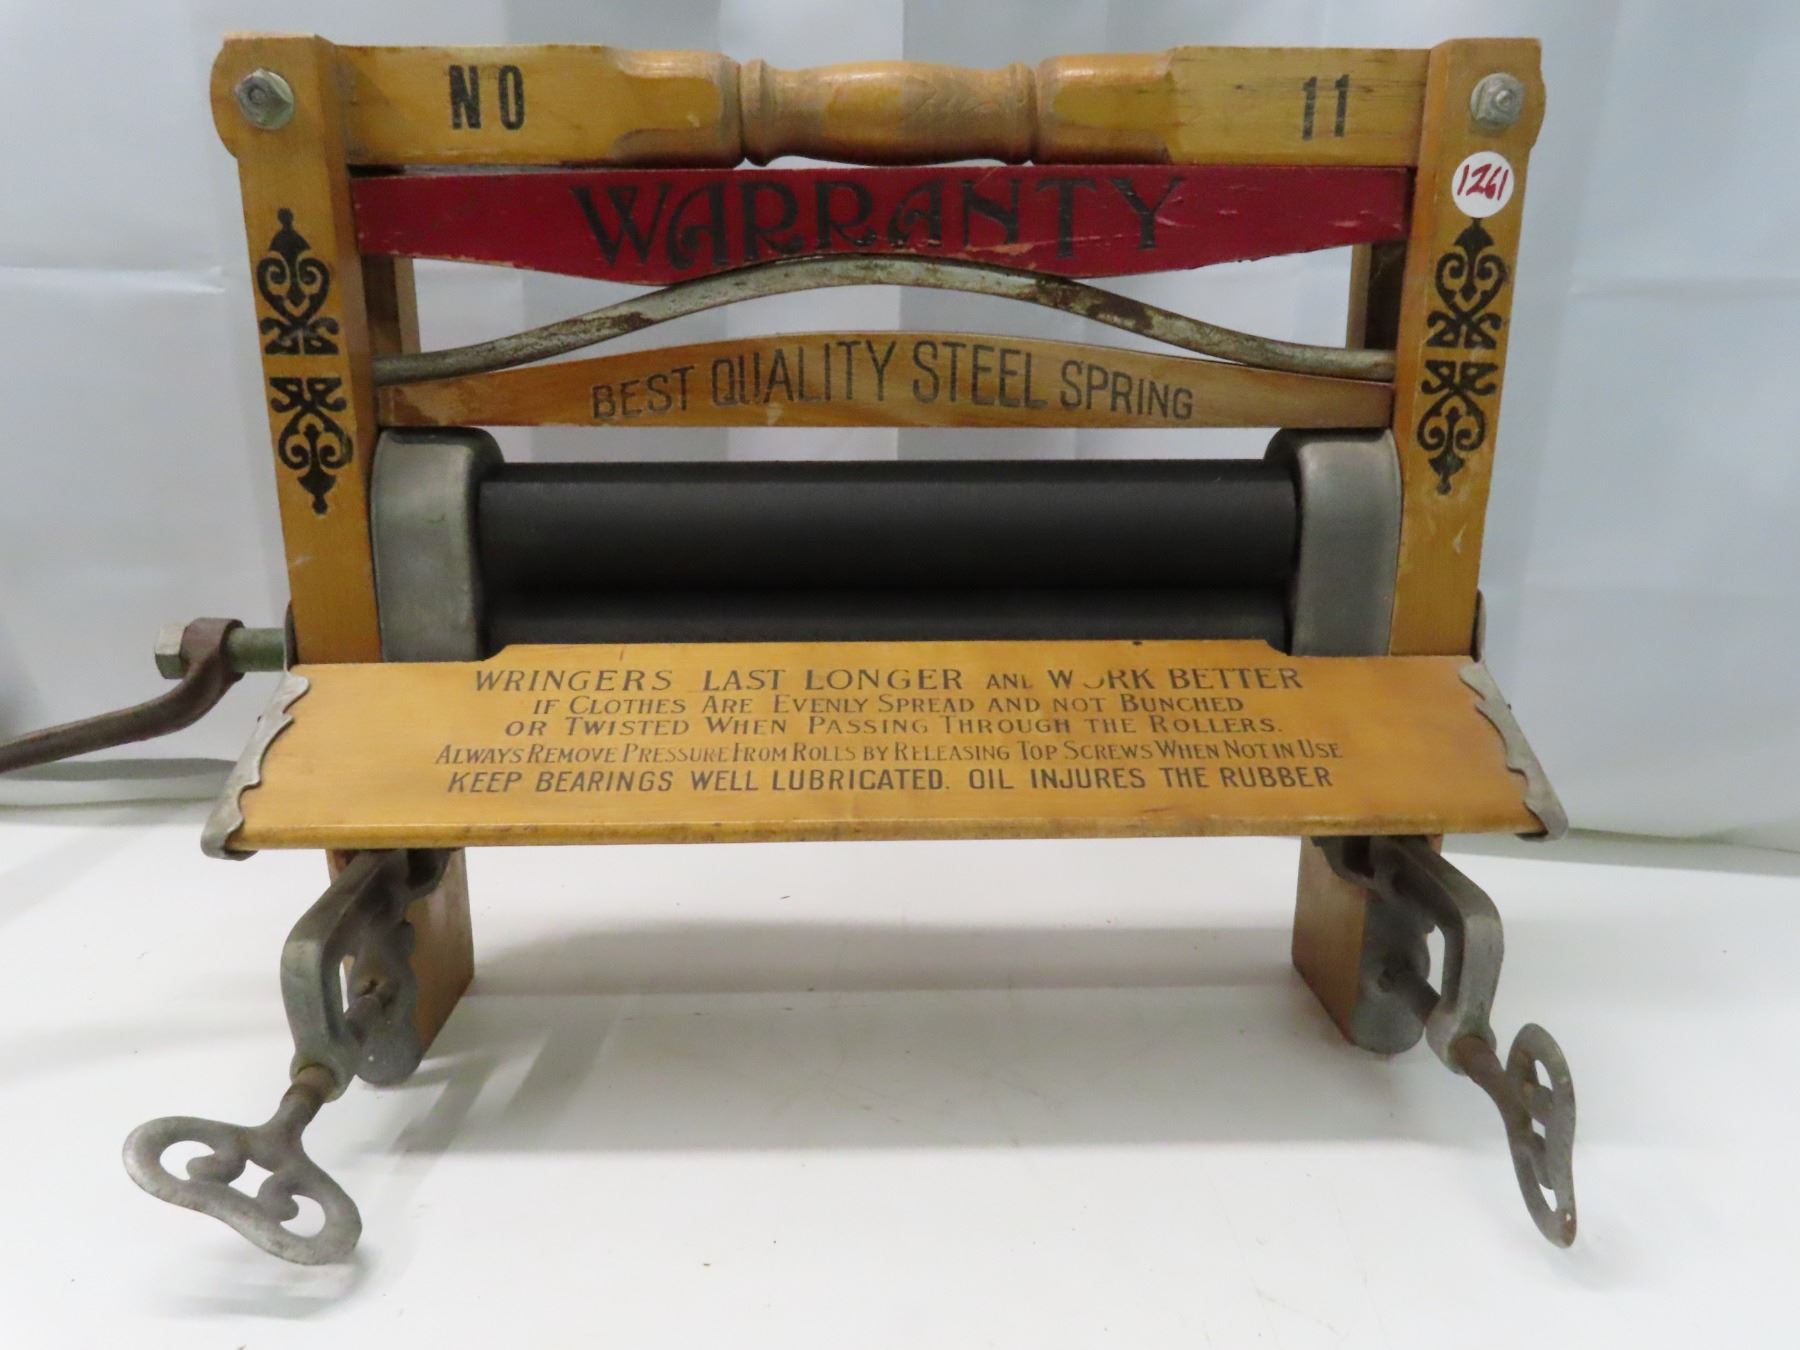 NO 11
1261
WARRANTY
BEST QUALITY STEEL SPRING
WRINGERS LAST LONGER AND WORK BETTER
IF CLOTHES ARE EVENLY SPREAD AND NOT BUNCHED
OR TWISTED WHEN PASSING THROUGH THE ROLLERS.
ALWAYS REMOVE PRESSURE FROM ROLLS BY RELEASING TOP SCREWS WHEN NOT IN USE
KEEP BEARINGS WELL LUBRICATED. OIL INJURES THE RUBBER